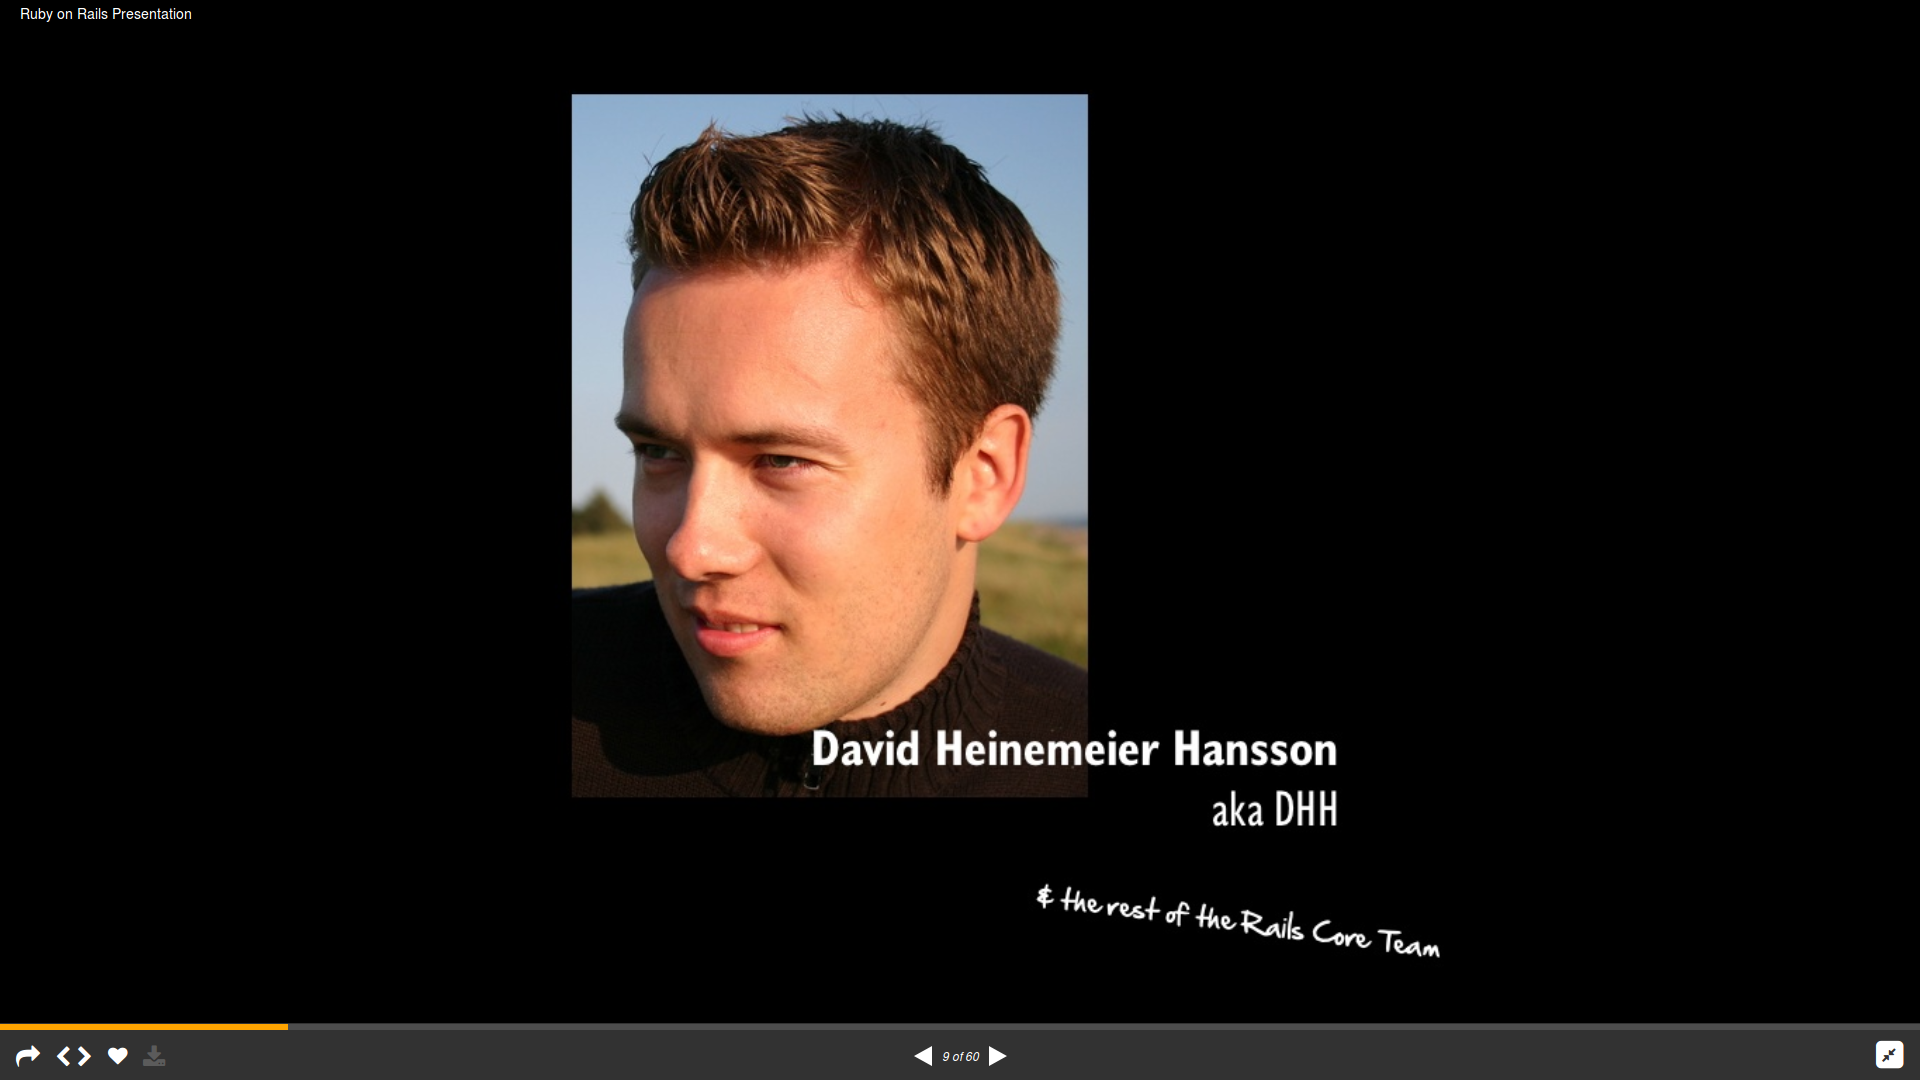 Ruby on Rails Presentation
David Heinemeier Hansson
aka DHH
& the rest of the Rails Core Team
9 of 60